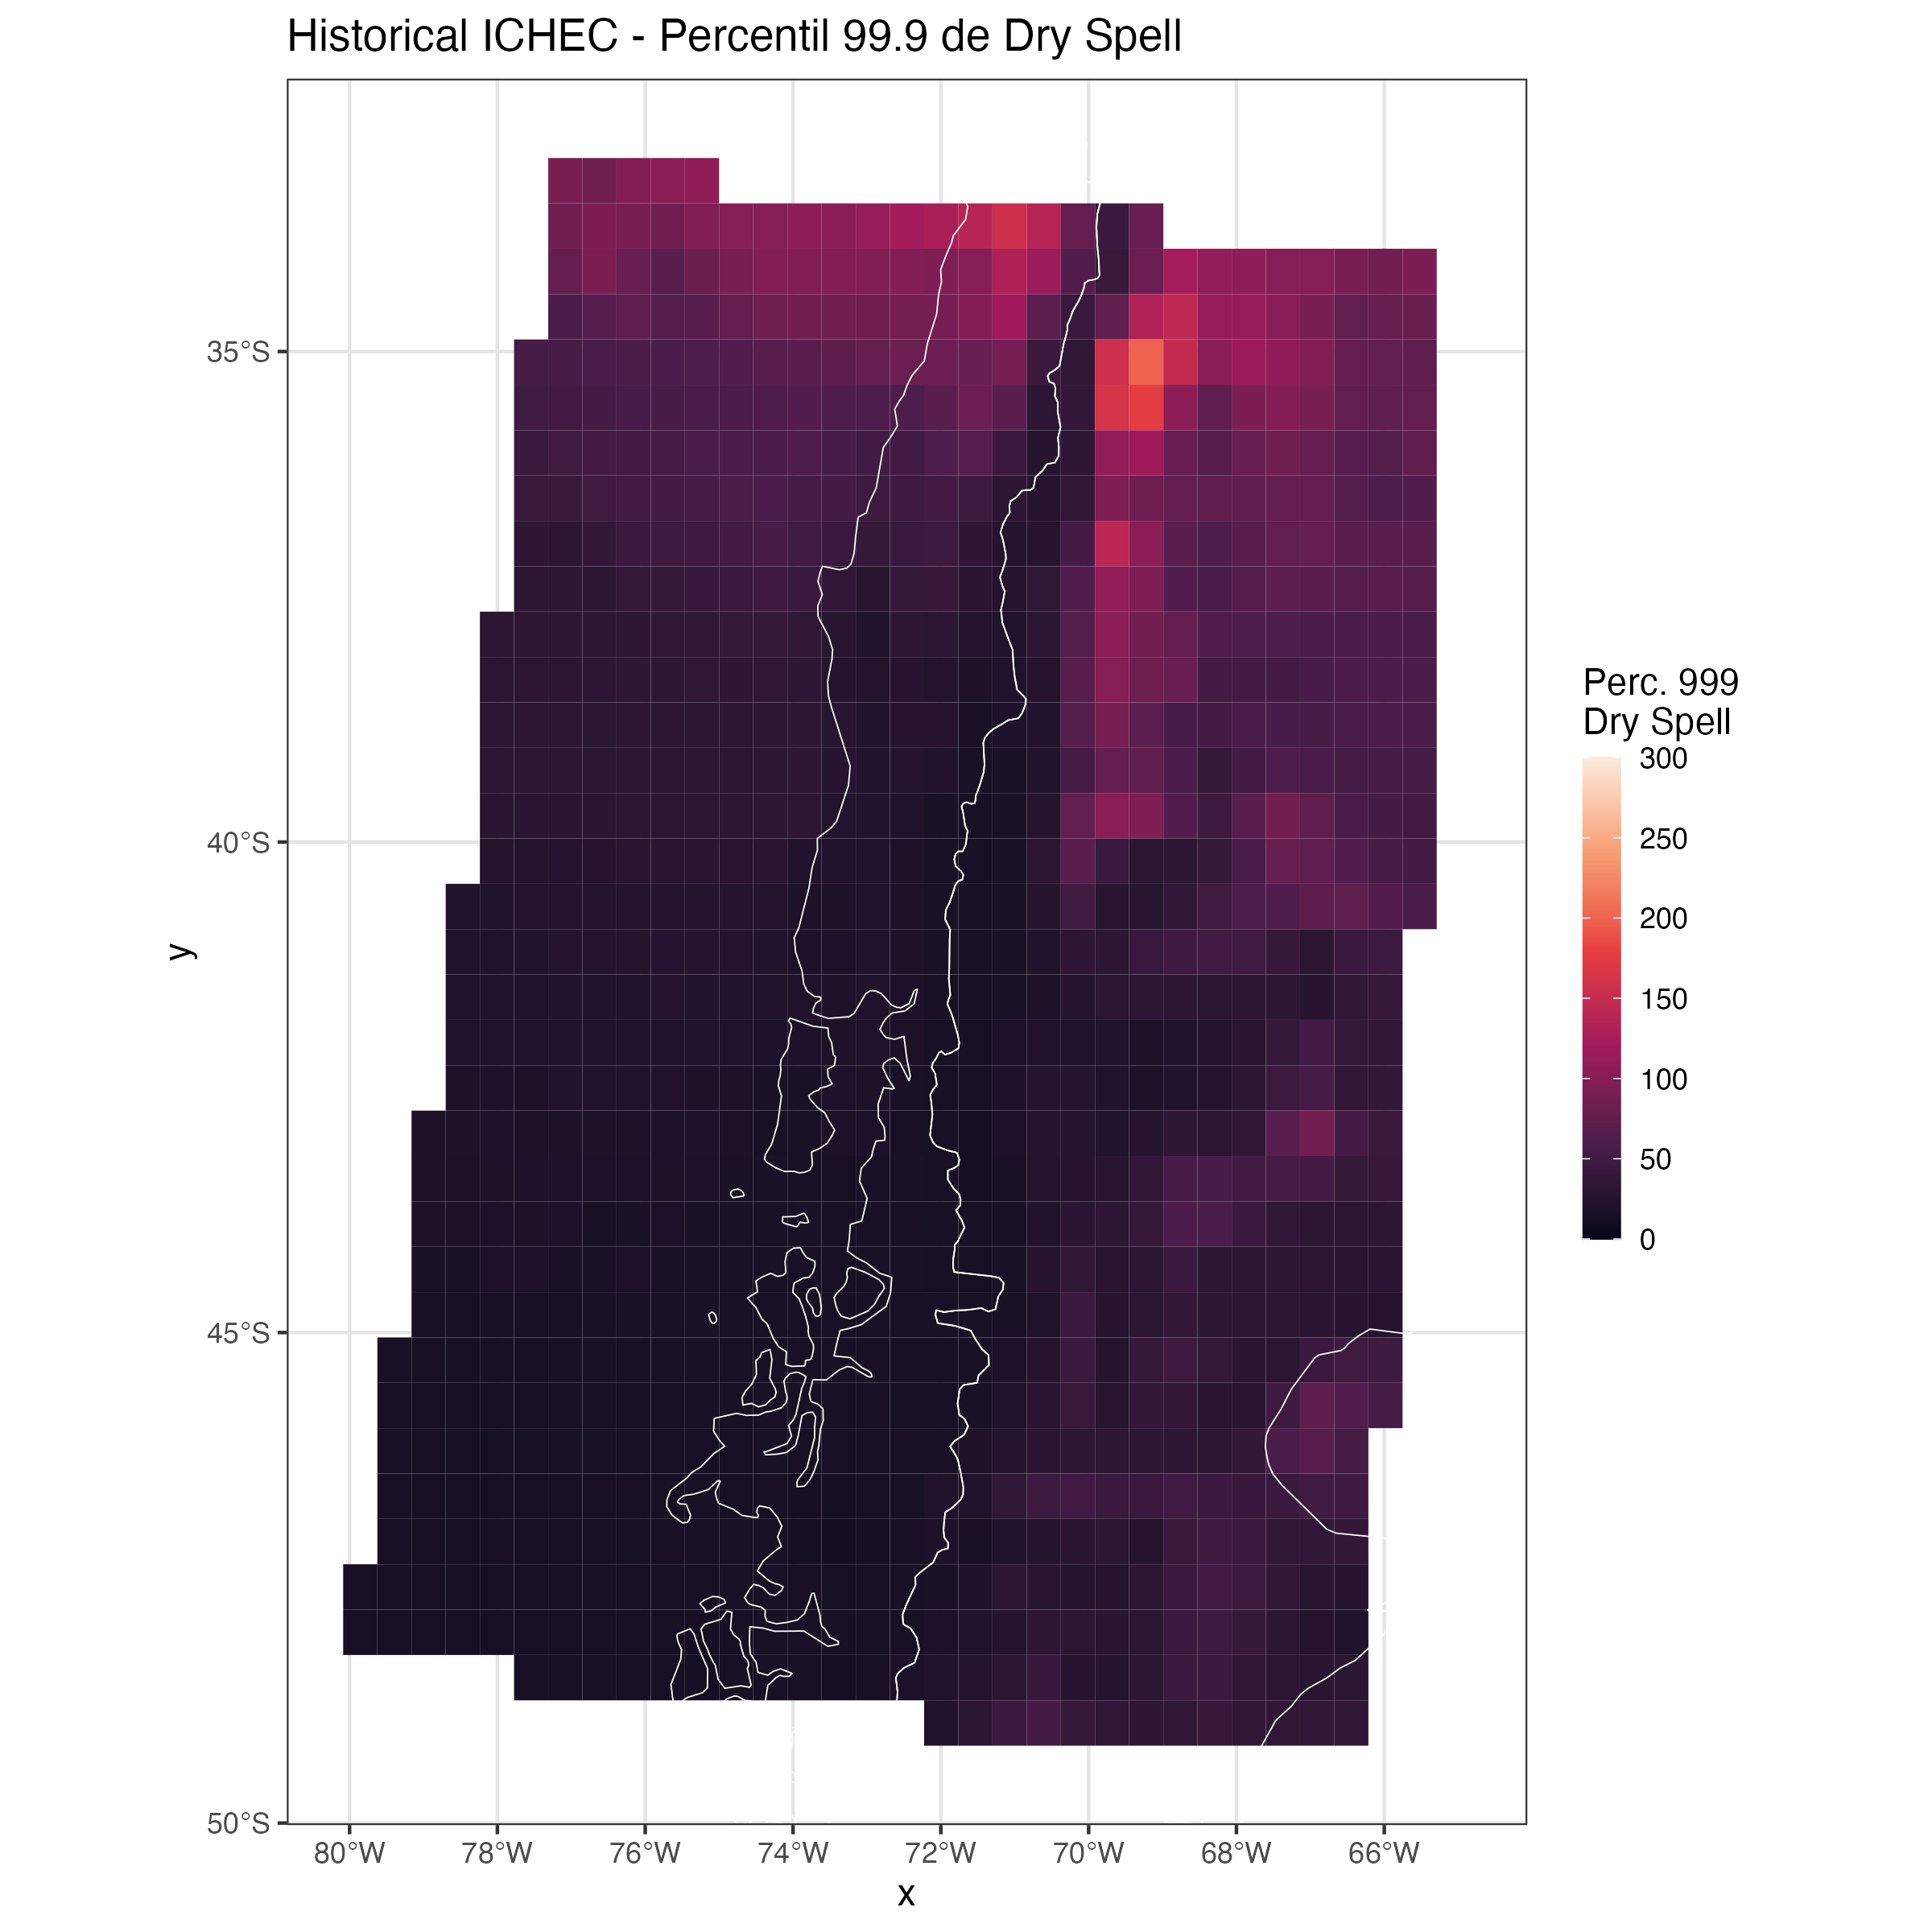 Historical ICHEC - Percentil 99.9 de Dry Spell
35°S
40°S
45°S
50°S
y
80°W 78°W 76°W 74°W 72°W 70°W 68°W 66°W
x
Perc. 999
Dry Spell
300
250
200
150
100
50
0